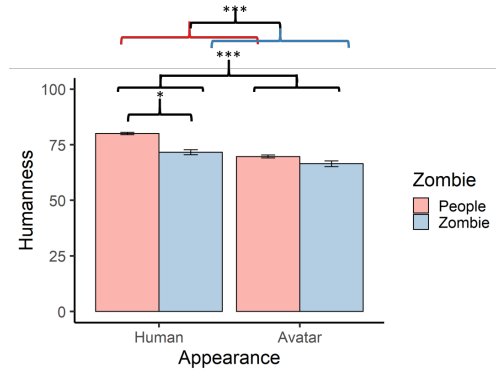 ***
***
*
100
75
50
25
0
Humanness
Human
Avatar
Appearance
Zombie
People
Zombie